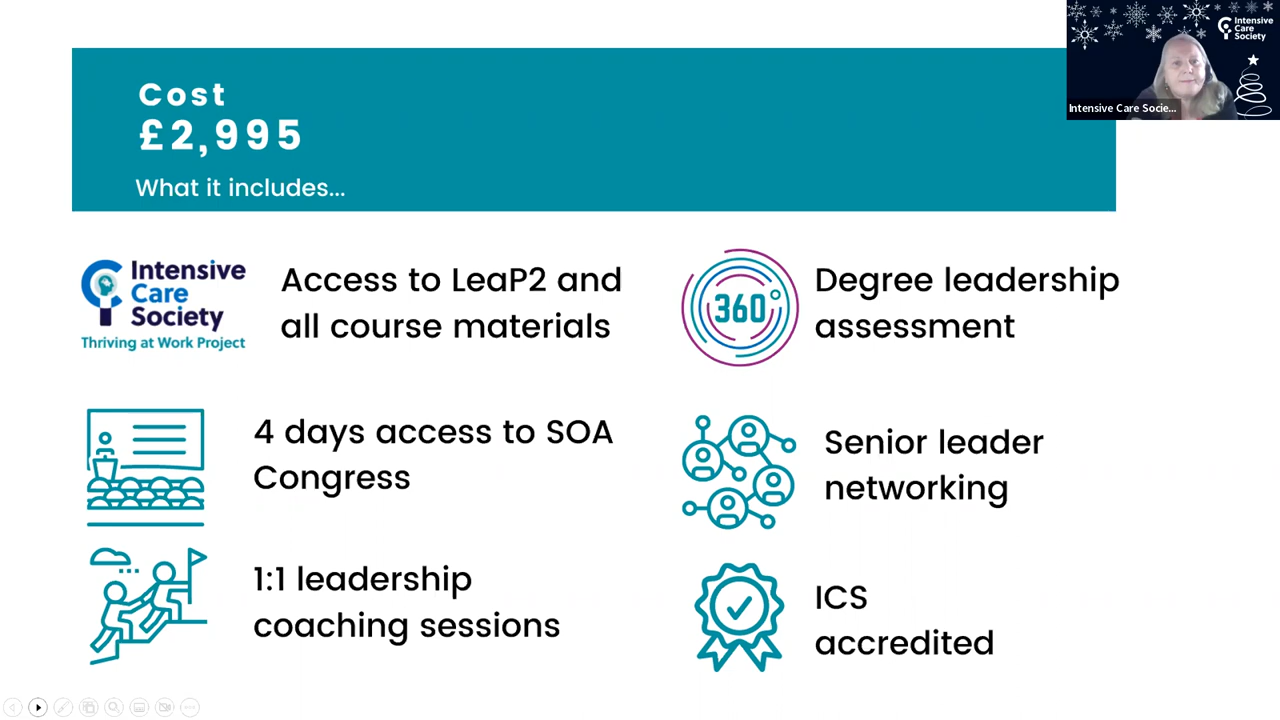 Cost
£2,995
What it includes...
Intensive
Care
Society
Thriving at Work Project
Access to LeaP2 and
all course materials
360°
Degree leadership
assessment
4 days access to SOA
Congress
Senior leader
networking
1:1 leadership
coaching sessions
ICS
accredited
Intensive
Care
Society
Intensive Care Socie...